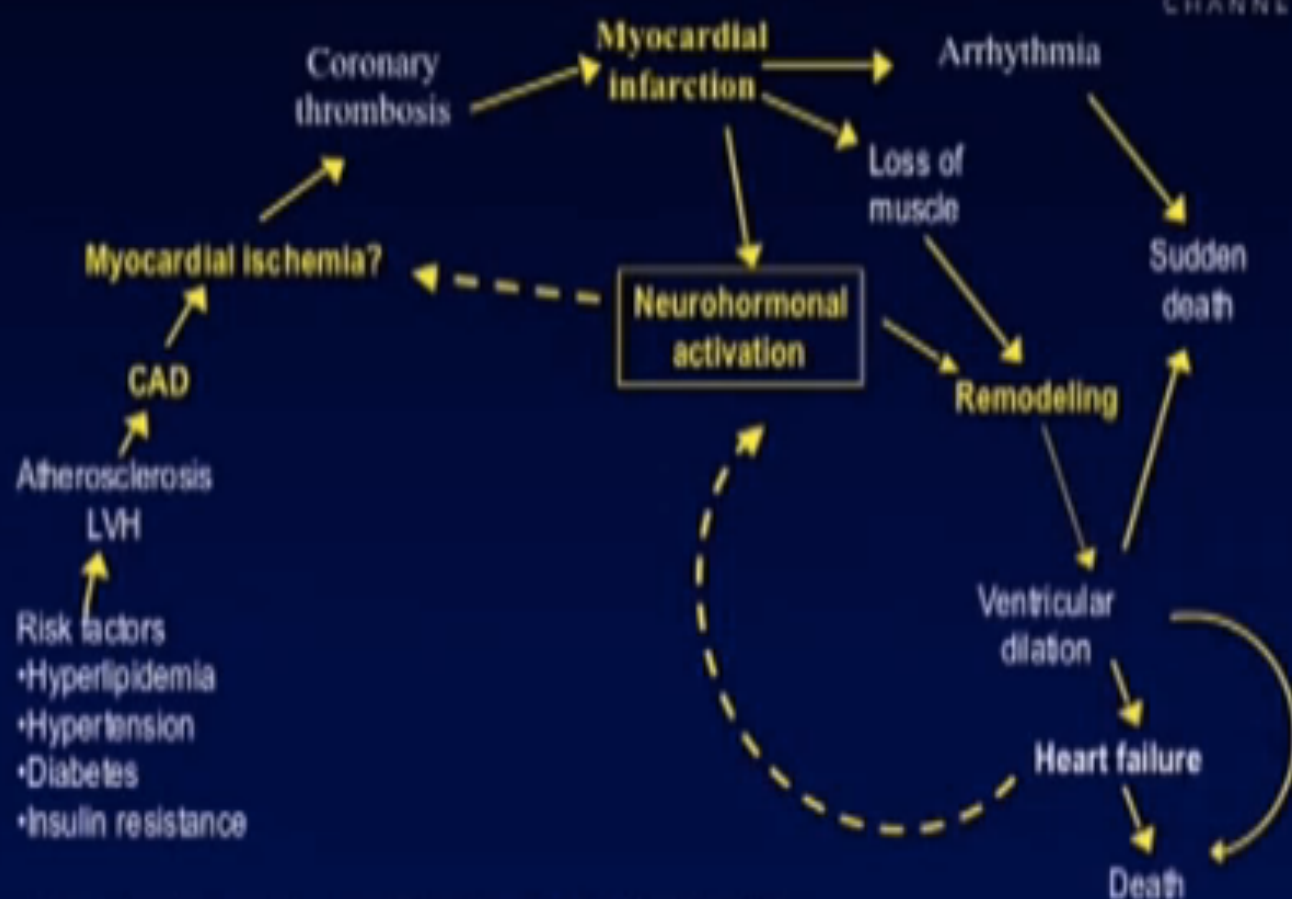 Coronary
thrombosis
Myocardial
infarction
Arrhythmia
Loss of
muscle
Sudden
death
Myocardial ischemia?
Neurohormonal
activation
CAD
Remodeling
Atherosclerosis
LVH
Ventricular
dilation
Risk factors
•Hyperlipidemia
•Hypertension
•Diabetes
•Insulin resistance
Heart failure
Death